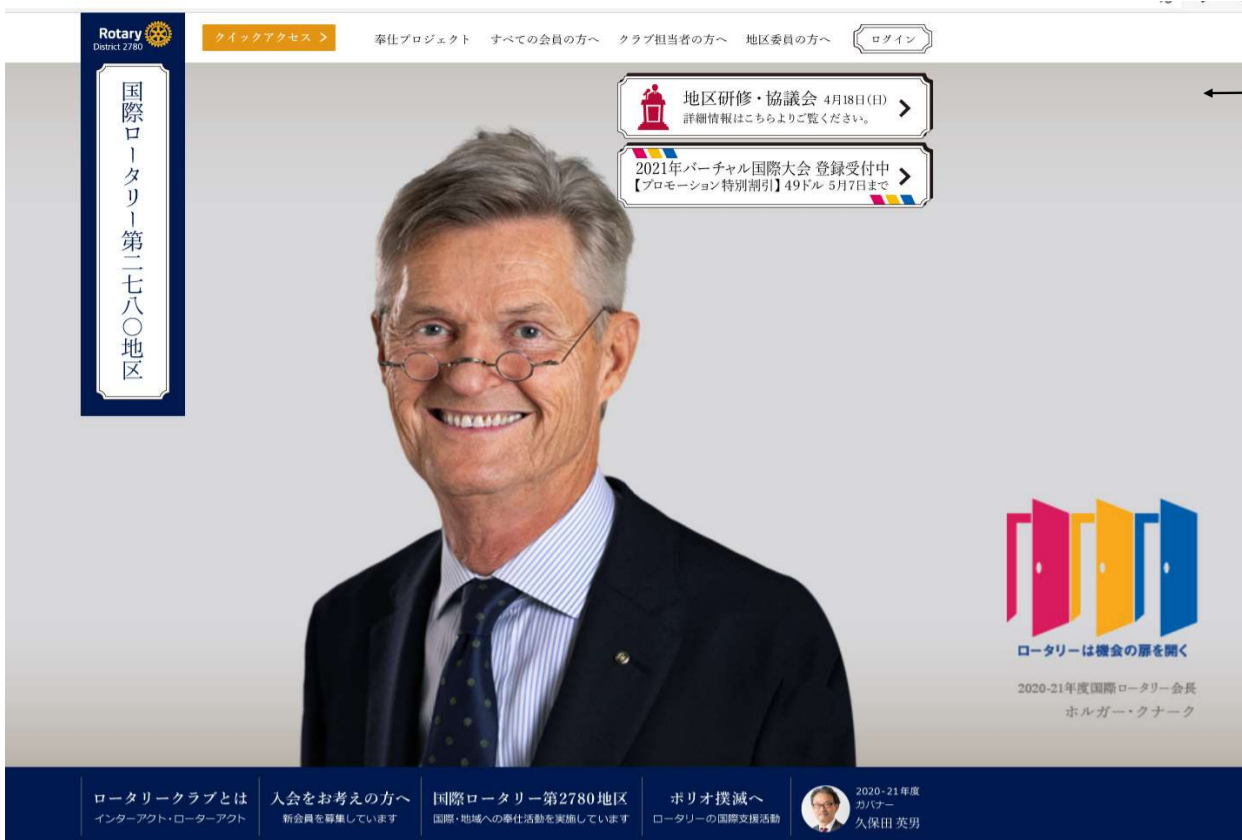 Rotary
District 2780
国際ロータリー第二七八〇地区
クイックアクセス
奉仕プロジェクト
すべての会員の方へ
クラブ担当者の方へ
地区委員の方へ
ログイン
地区研修・協議会 4月18日(日)
詳細情報はこちらよりご覧ください。
2021年バーチャル国際大会 登録受付中
【プロモーション特別割引】49ドル 5月7日まで
ロータリーは機会の扉を開く
2020-21年度国際ロータリー会長
ホルガー・クナーク
ロータリークラブとは
インターアクト・ローターアクト
入会をお考えの方へ
新会員を募集しています
国際ロータリー第2780地区
国際・地域への奉仕活動を実施しています
ポリオ撲滅へ
ロータリーの国際支援活動
2020-21年度
ガバナー
久保田 英男